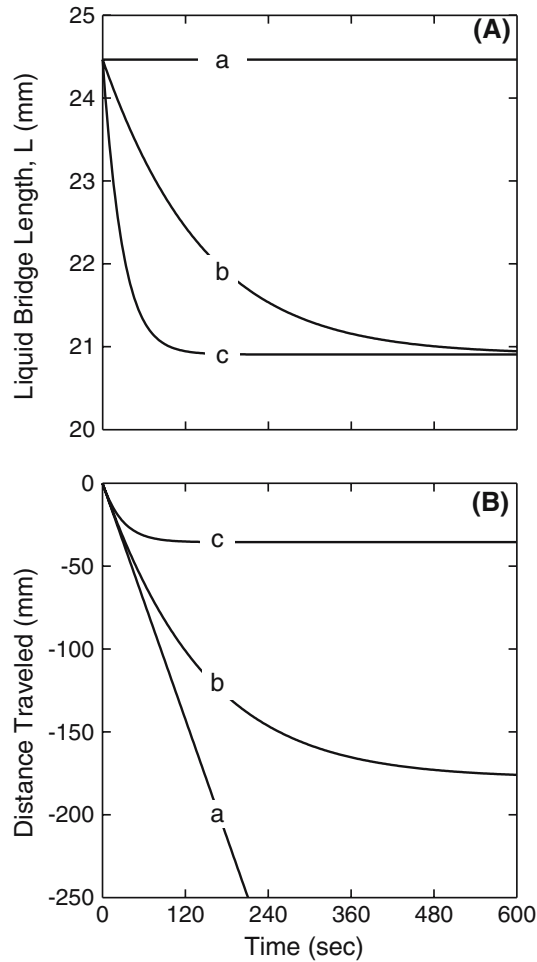 (A)
25
24
23
22
21
20
Liquid Bridge Length, L (mm)
a
b
c
(B)
0
-50
-100
-150
-200
-250
Distance Traveled (mm)
c
b
a
0 120 240 360 480 600
Time (sec)